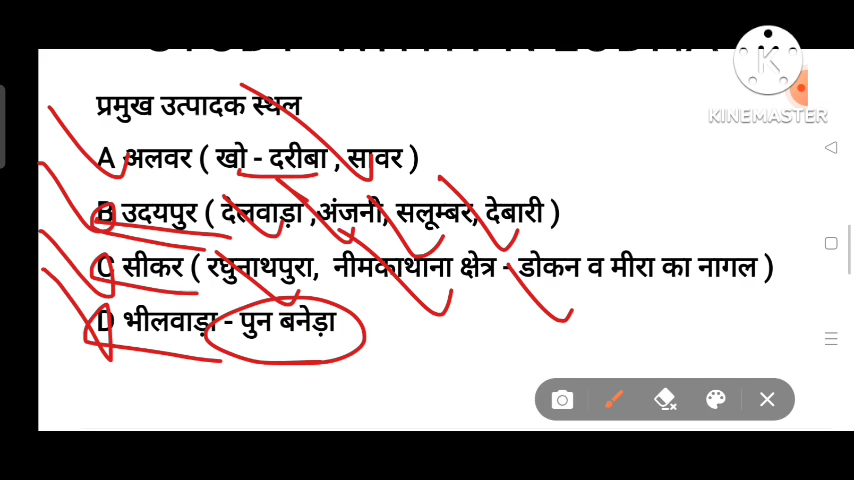 KINEMASTER
प्रमुख उत्पादक स्थल
A अलवर ( खो - दरीबा , सावर )
B उदयपुर ( देलवाड़ा ,अंजनी, सलूम्बर, देबारी )
C सीकर ( रघुनाथपुरा, नीमकाथाना क्षेत्र - डोकन व मीरा का नागल )
D भीलवाड़ा - पुन बनेड़ा